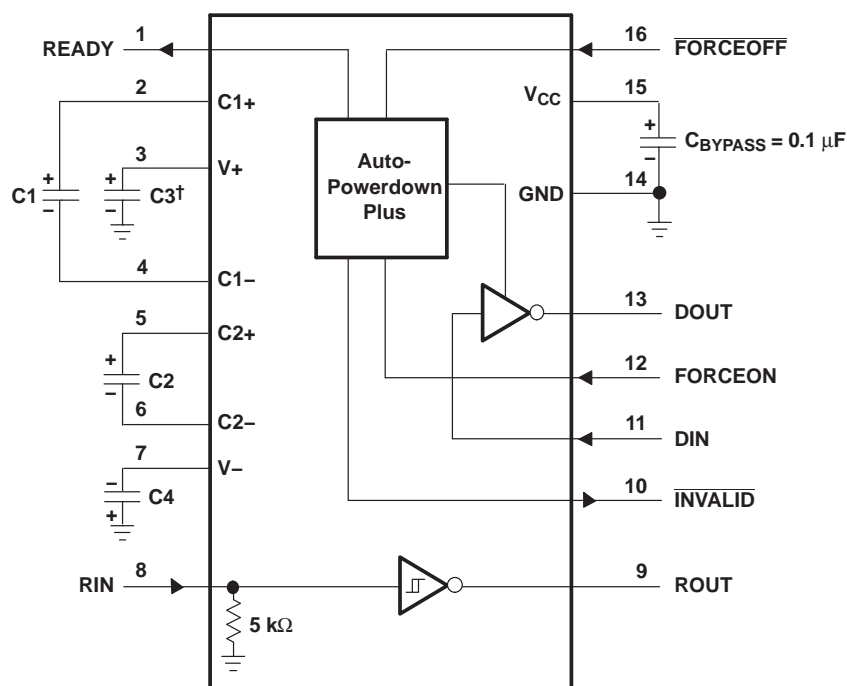 READY
1
16
FORCEOFF
2
C1+
VCC
15
+
CBYPASS = 0.1 μF
–
3
V+
Auto-
Powerdown
Plus
C1
+
–
+
C3†
–
GND
14
4
C1–
13
DOUT
5
C2+
12
FORCEON
+
C2
–
6
C2–
11
DIN
7
V–
–
C4
+
10
INVALID
RIN
8
9
ROUT
5 kΩ